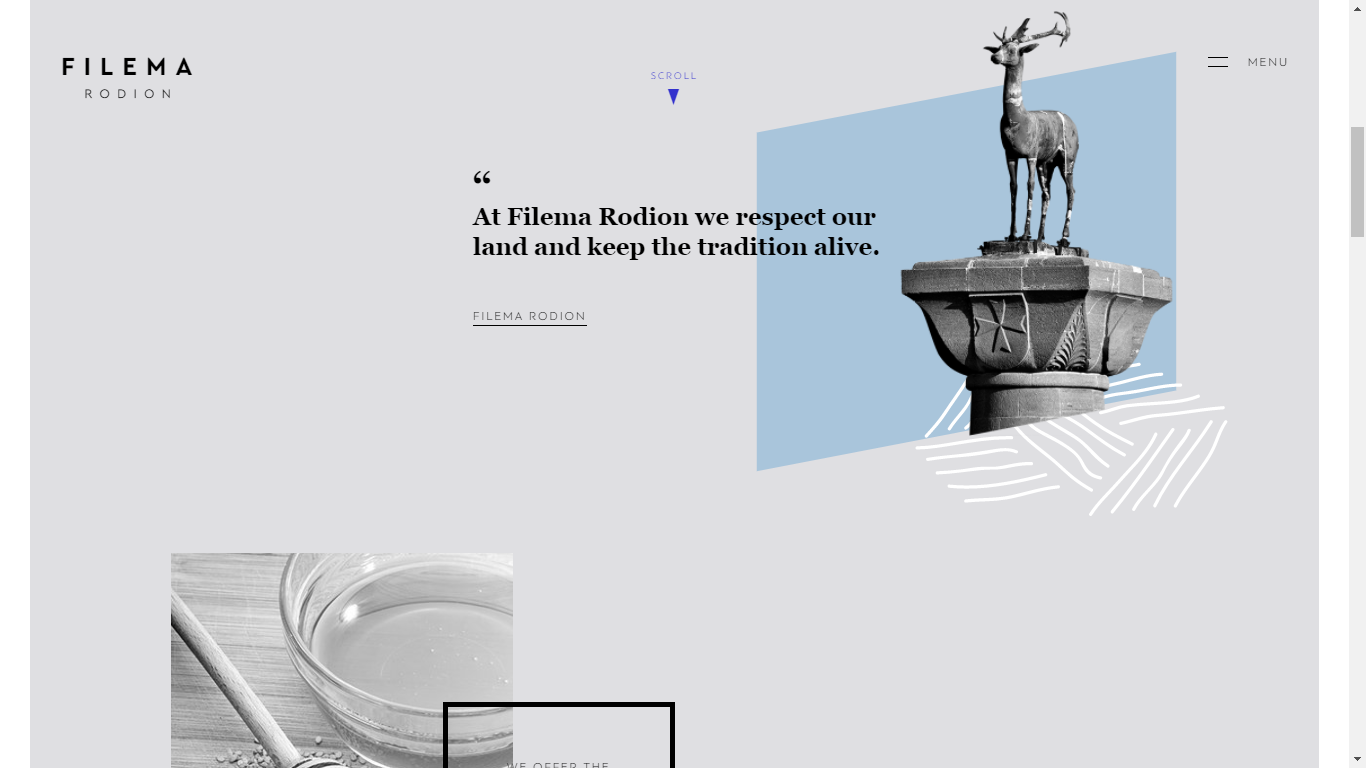 FILEMA
RODION
SCROLL
MENU
“
At Filema Rodion we respect our
land and keep the tradition alive.
FILEMA RODION
WE OFFER THE